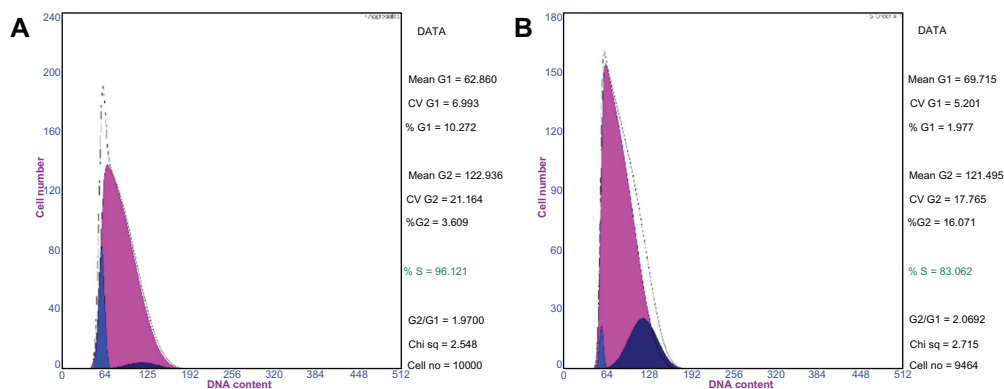 A
240
200
160
120
80
40
0
Cell number
0
64
125
256
192
320
384
448
512
DNA content
DATA
Mean G1 = 62.860
CV G1 = 6.993
% G1 = 10.272
Mean G2 = 122.936
CV G2 = 21.164
%G2 = 3.609
% S = 96.121
G2/G1 = 1.9700
Chi sq = 2.548
Cell no = 10000
B
180
150
120
90
60
30
0
Cell number
0
64
128
192
256
320
384
448
512
DNA content
DATA
Mean G1 = 69.715
CV G1 = 5.201
% G1 = 1.977
Mean G2 = 121.495
CV G2 = 17.765
%G2 = 16.071
% S = 83.062
G2/G1 = 2.0692
Chi sq = 2.715
Cell no = 9464